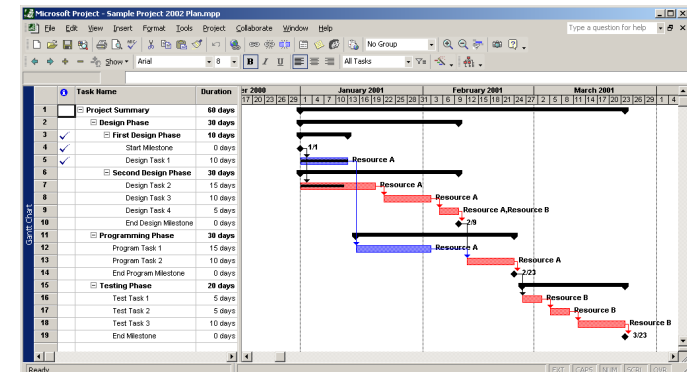 Microsoft Project - Sample Project 2002 Plan.mpp
File Edit View Insert Format Tools Project Collaborate Window Help Type a question for help
No Group
Show Arial 8 B I U All Tasks
Task Name Duration er 2000 January 2001 February 2001 March 2001
17 20 23 26 29 1 4 7 10 13 16 19 22 25 28 31 3 6 9 12 15 18 21 24 27 2 5 8 11 14 17 20 23 26 29 1 4
1 Project Summary 60 days
2 Design Phase 30 days
3 First Design Phase 10 days
4 Start Milestone 0 days 1/1
5 Design Task 1 10 days Resource A
6 Second Design Phase 30 days
7 Design Task 2 15 days Resource A
8 Design Task 3 10 days Resource A
9 Design Task 4 5 days Resource A,Resource B
10 End Design Milestone 0 days 2/9
11 Programming Phase 30 days
12 Program Task 1 15 days Resource A
13 Program Task 2 10 days Resource A
14 End Program Milestone 0 days 2/23
15 Testing Phase 20 days
16 Test Task 1 5 days Resource B
17 Test Task 2 5 days Resource B
18 Test Task 3 10 days Resource B
19 End Milestone 0 days 3/23
Gantt Chart
Ready EXT CAPS NUM SCRL OVR